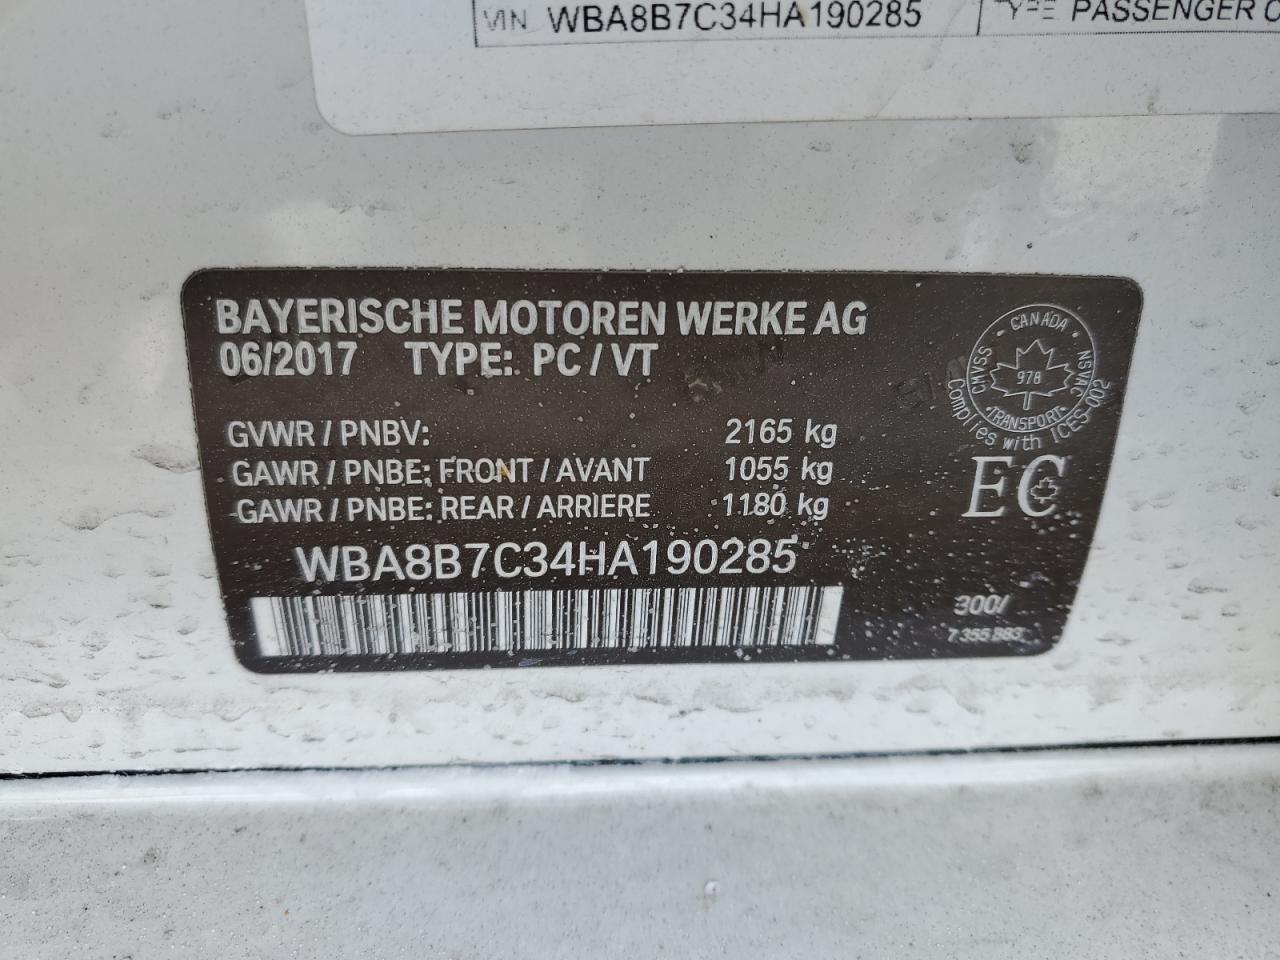 VIN WBA8B7C34HA190285 TYPE PASSENGER
BAYERISCHE MOTOREN WERKE AG
06/2017 TYPE: PC / VT
GVWR / PNBV: 2165 kg
GAWR / PNBE: FRONT / AVANT 1055 kg
GAWR / PNBE: REAR / ARRIERE 1180 kg
WBA8B7C34HA190285
CANADA
CMVSS
NSVAC
978
TRANSPORT
Complies with ICES-002
EC
300/
7 355 883